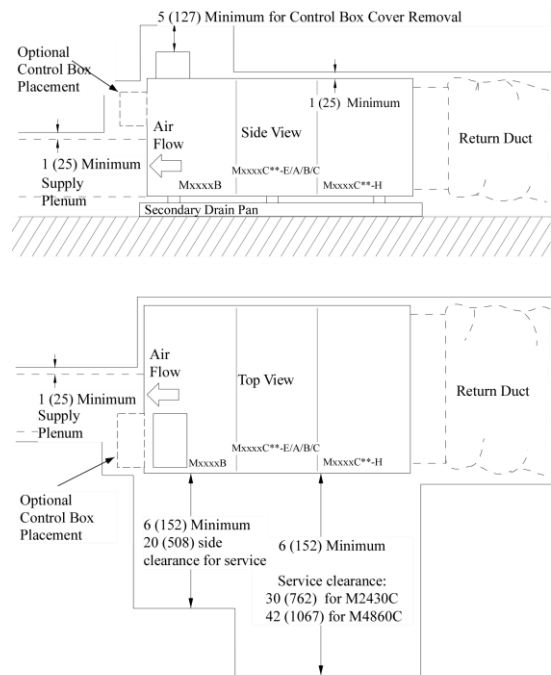 5 (127) Minimum for Control Box Cover Removal
Optional
Control Box
Placement
1 (25) Minimum
Air
Flow
Side View
Return Duct
1 (25) Minimum
Supply
Plenum
MxxxxB
MxxxxC**-E/A/B/C
MxxxxC**-H
Secondary Drain Pan
Air
Flow
1 (25) Minimum
Supply
Plenum
Top View
Return Duct
MxxxxB
MxxxxC**-E/A/B/C
MxxxxC**-H
Optional
Control Box
Placement
6 (152) Minimum
20 (508) side
clearance for service
6 (152) Minimum
Service clearance:
30 (762) for M2430C
42 (1067) for M4860C